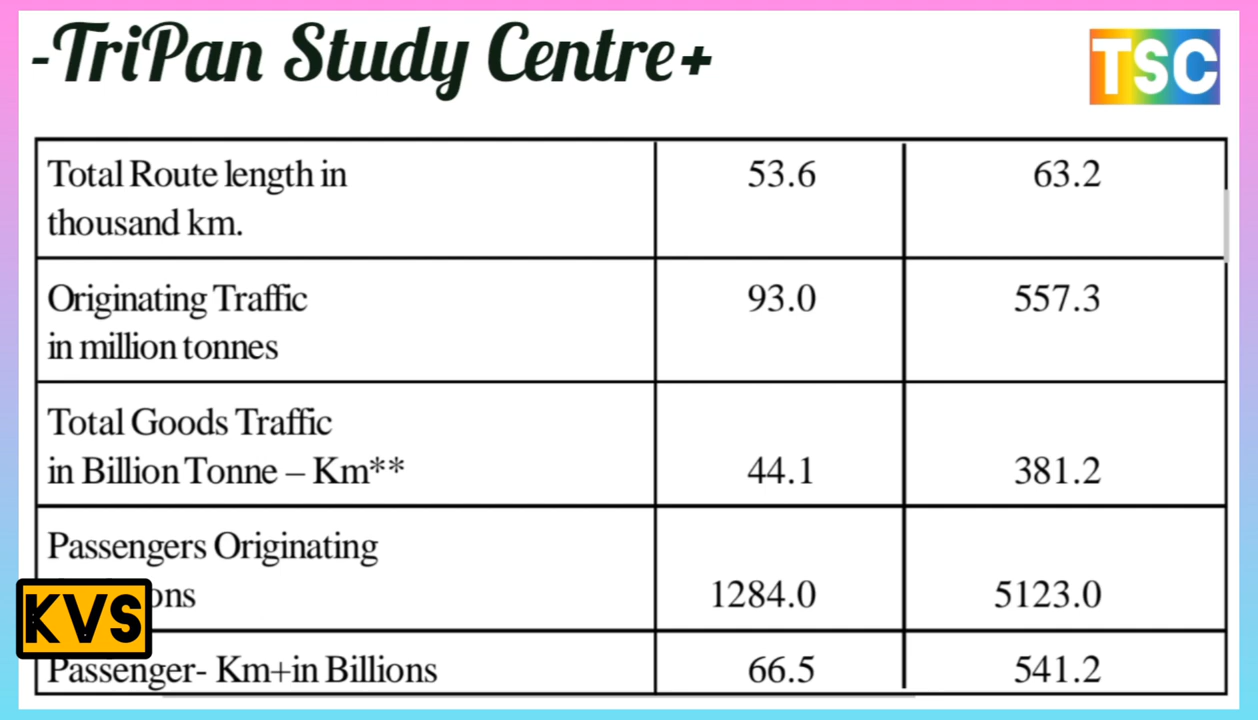 -TriPan Study Centre+
TSC
Total Route length in 53.6 63.2
thousand km.
Originating Traffic 93.0 557.3
in million tonnes
Total Goods Traffic
in Billion Tonne – Km** 44.1 381.2
Passengers Originating
1284.0 5123.0
KVS
Passenger- Km+in Billions 66.5 541.2